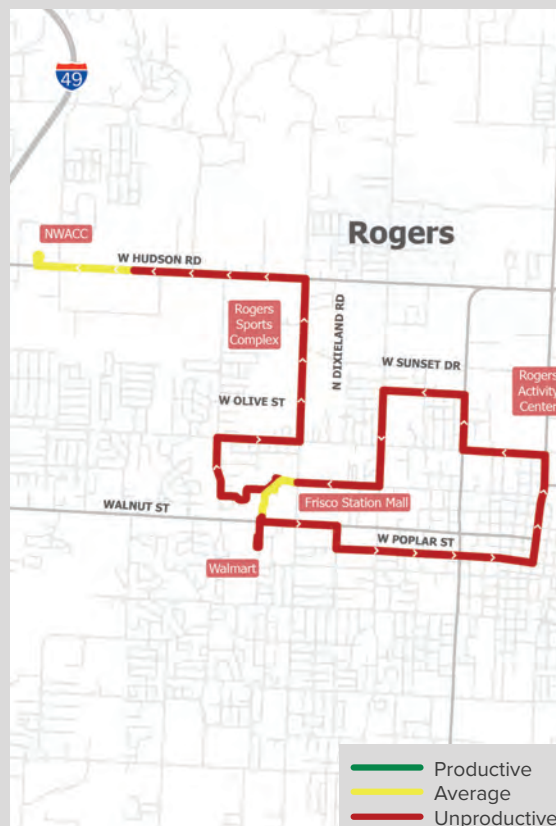 49
NWACC
W HUDSON RD
Rogers
Rogers
Sports
Complex
N DIXIELAND RD
W SUNSET DR
Rogers
Activity
Center
W OLIVE ST
WALNUT ST
Frisco Station Mall
W POPLAR ST
Walmart
Productive
Average
Unproductive